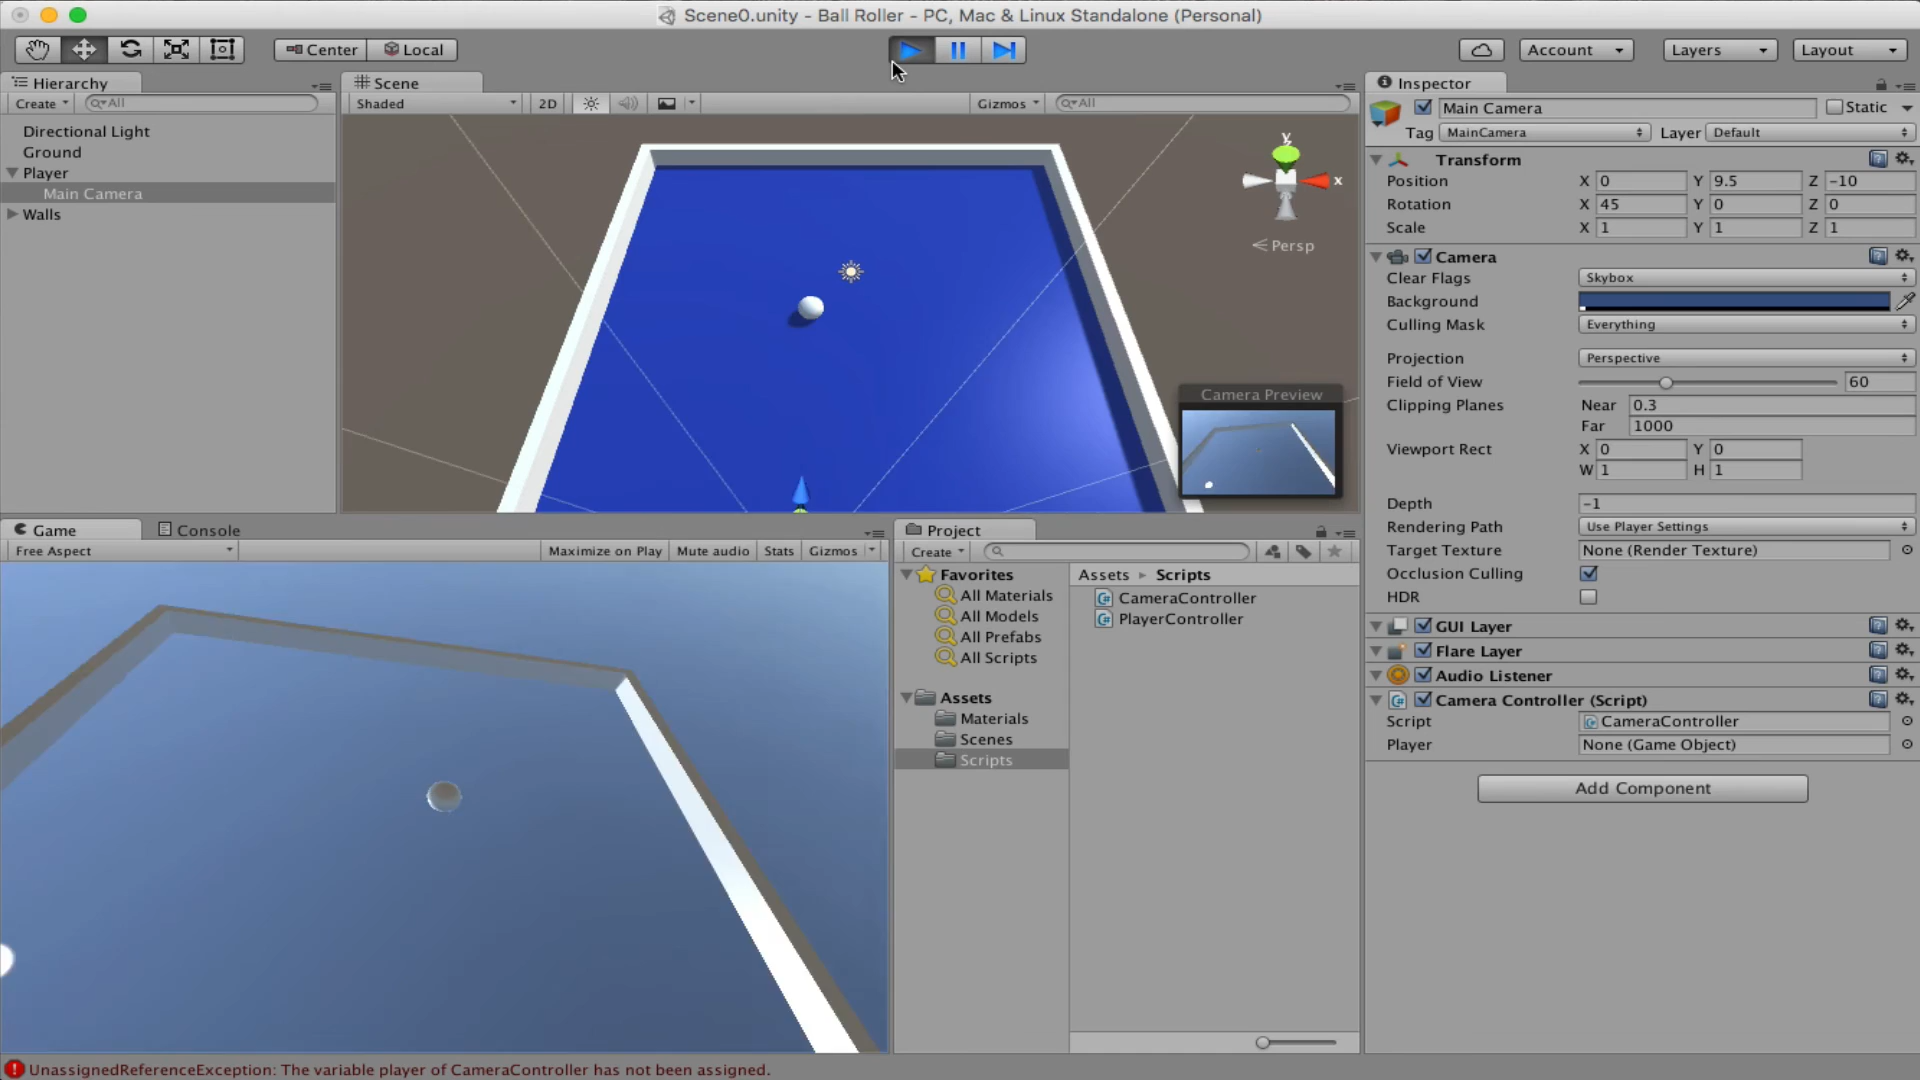 Scene0.unity - Ball Roller - PC, Mac & Linux Standalone (Personal)
Center Local Account Layers Layout
Hierarchy
Create All
Directional Light
Ground
Player
Main Camera
Walls
Scene
Shaded 2D Gizmos All
y
x
Persp
Camera Preview
Game Console
Free Aspect Maximize on Play Mute audio Stats Gizmos
Project
Create
Favorites
All Materials
All Models
All Prefabs
All Scripts
Assets
Materials
Scenes
Scripts
Assets Scripts
CameraController
PlayerController
Inspector
Main Camera Static
Tag MainCamera Layer Default
Transform
Position X 0 Y 9.5 Z -10
Rotation X 45 Y 0 Z 0
Scale X 1 Y 1 Z 1
Camera
Clear Flags Skybox
Background
Culling Mask Everything
Projection Perspective
Field of View 60
Clipping Planes Near 0.3
Far 1000
Viewport Rect X 0 Y 0
W 1 H 1
Depth -1
Rendering Path Use Player Settings
Target Texture None (Render Texture)
Occlusion Culling
HDR
GUI Layer
Flare Layer
Audio Listener
Camera Controller (Script)
Script CameraController
Player None (Game Object)
Add Component
UnassignedReferenceException: The variable player of CameraController has not been assigned.